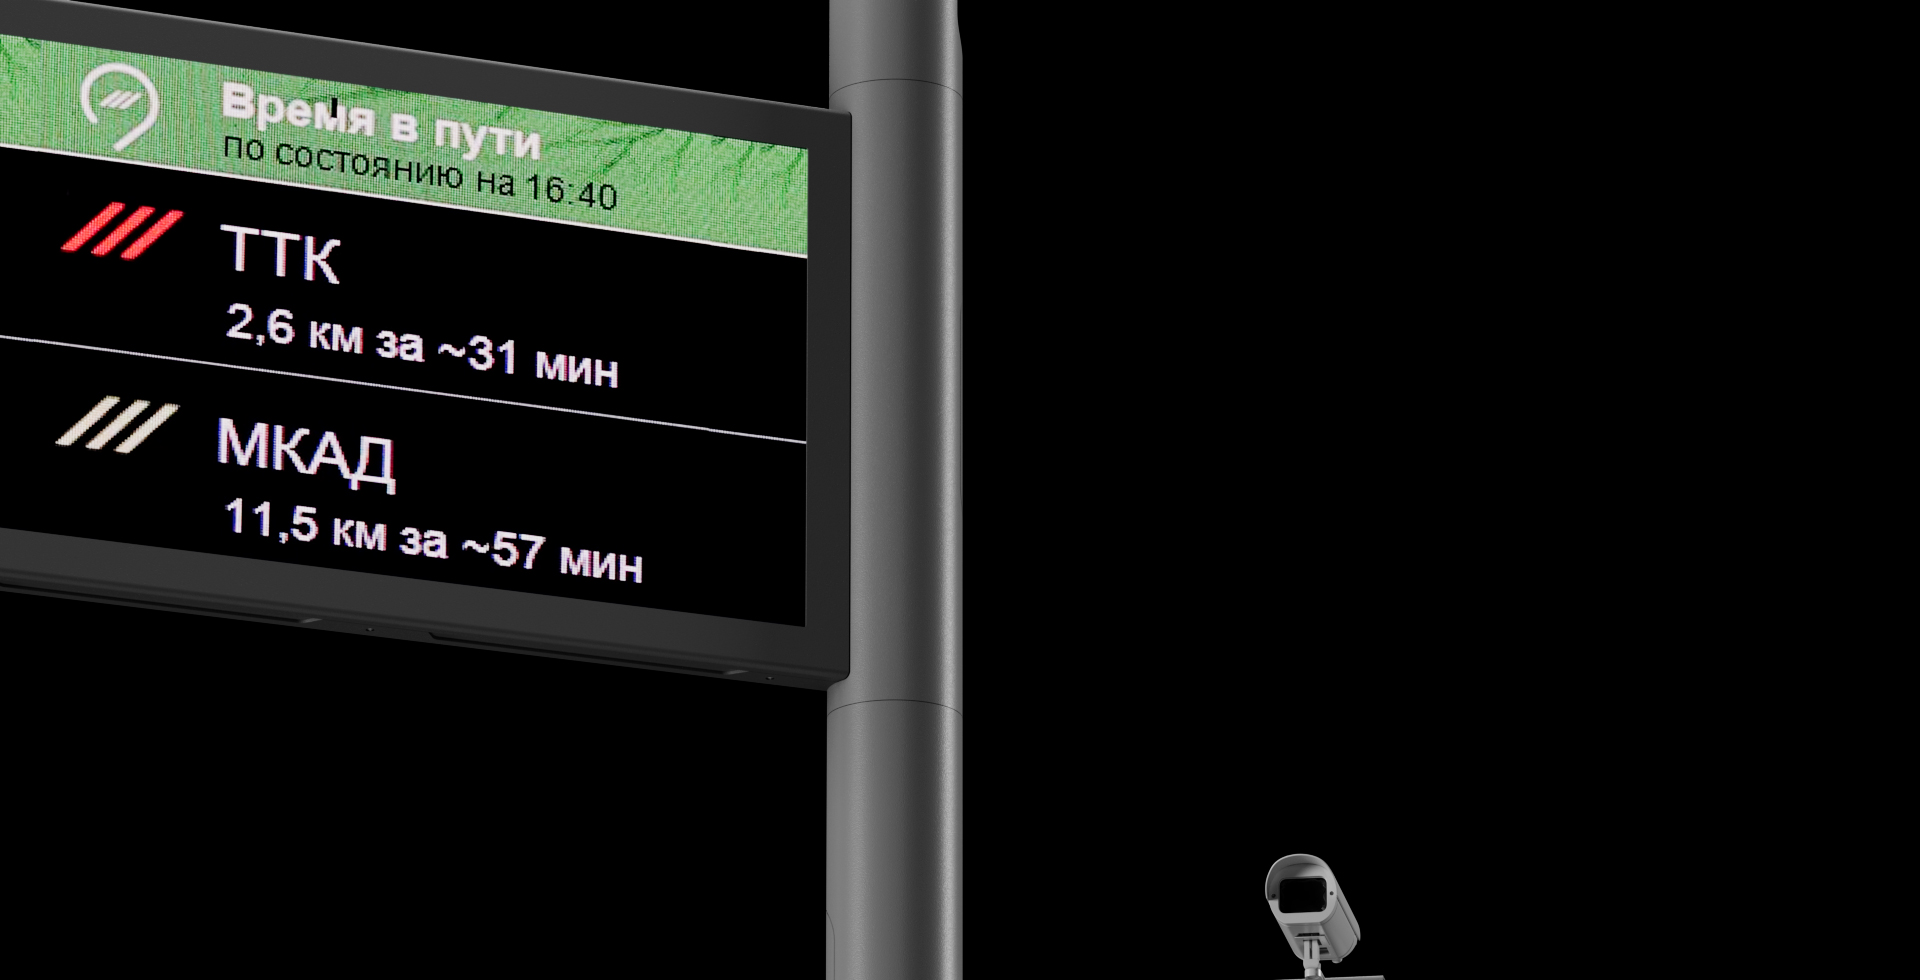 Время в пути
по состоянию на 16:40
ТТК
2,6 км за ~31 мин
МКАД
11,5 км за ~57 мин